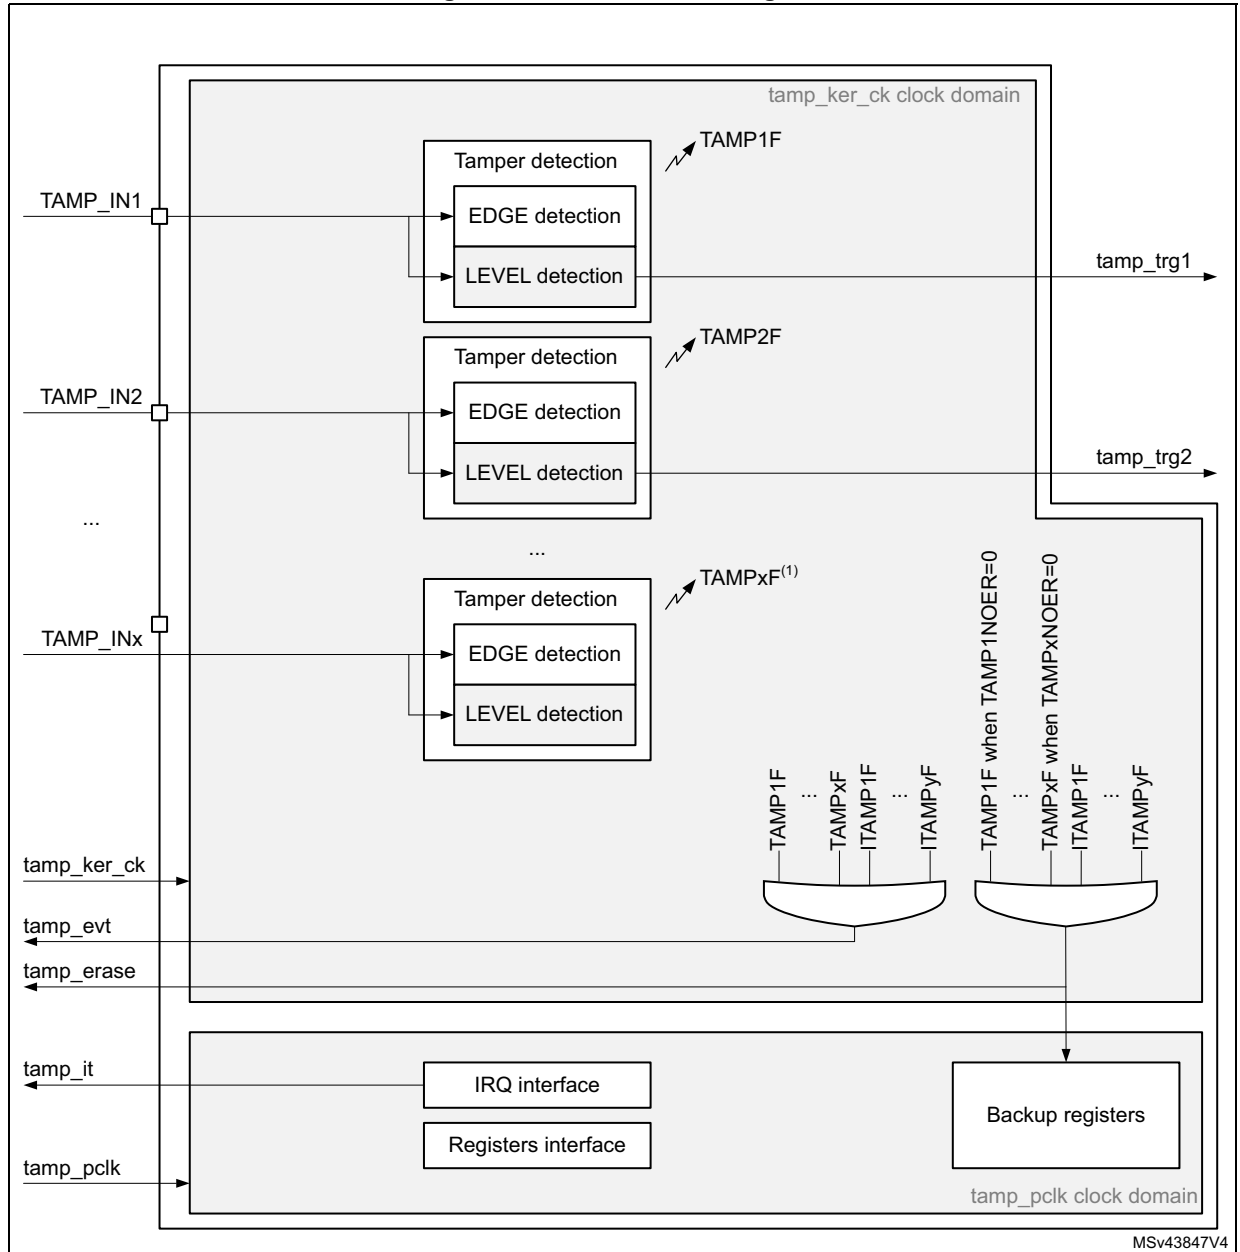 tamp_ker_ck clock domain
TAMP1F
Tamper detection
TAMP_IN1
EDGE detection
LEVEL detection
tamp_trg1
TAMP2F
Tamper detection
TAMP_IN2
EDGE detection
LEVEL detection
tamp_trg2
...
...
TAMPxF(1)
Tamper detection
TAMP_INx
EDGE detection
LEVEL detection
TAMP1F
...
TAMPxF
ITAMP1F
...
ITAMPyF
TAMP1F when TAMP1NOER=0
...
TAMPxF when TAMPxNOER=0
ITAMP1F
...
ITAMPyF
tamp_ker_ck
tamp_evt
tamp_erase
tamp_it
IRQ interface
Backup registers
Registers interface
tamp_pclk
tamp_pclk clock domain
MSv43847V4